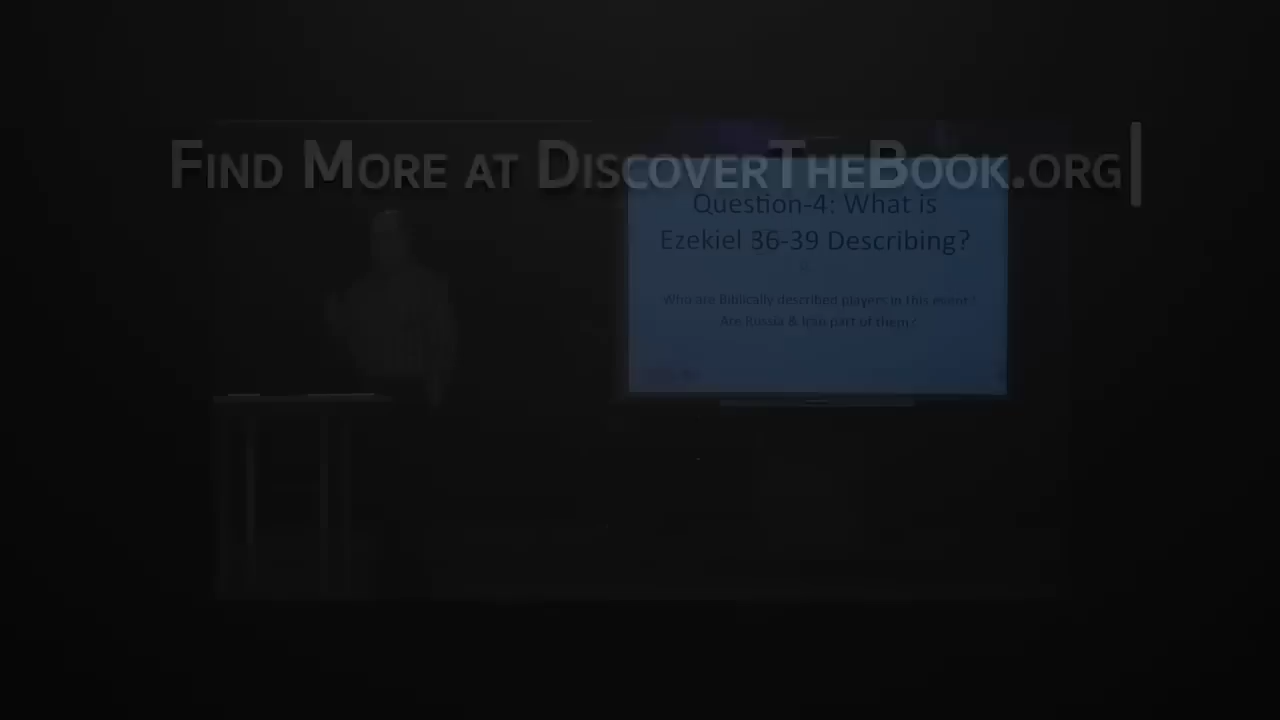 Find More at DiscoverTheBook.org
Question-4: What is
Ezekiel 36-39 Describing?
Who are Biblically described players in this event?
Are Russia & Iran part of them?